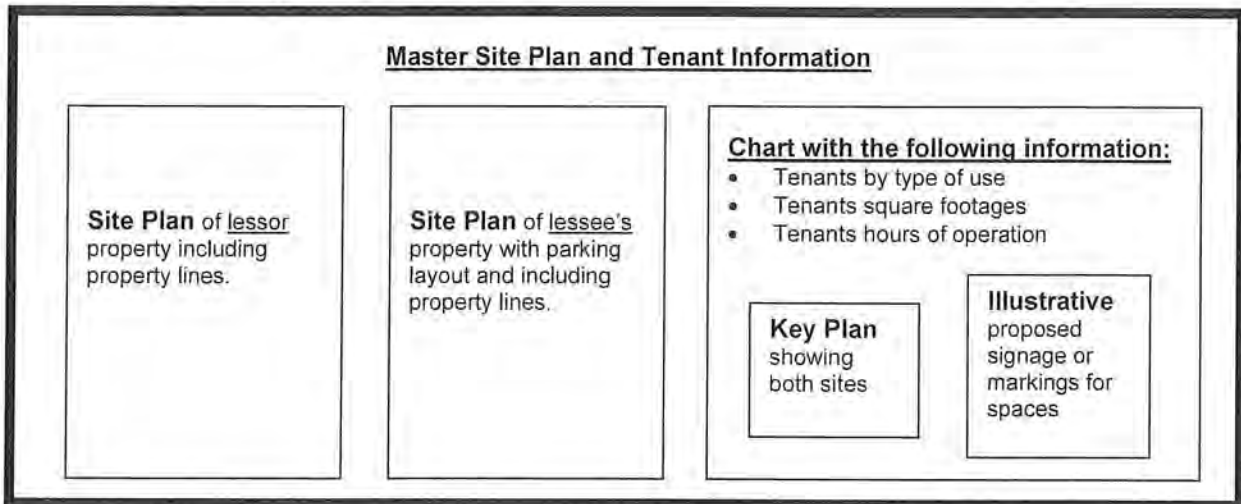 Master Site Plan and Tenant Information
Site Plan of lessor
property including
property lines.
Site Plan of lessee's
property with parking
layout and including
property lines.
Chart with the following information:
• Tenants by type of use
• Tenants square footages
• Tenants hours of operation
Key Plan
showing
both sites
Illustrative
proposed
signage or
markings for
spaces